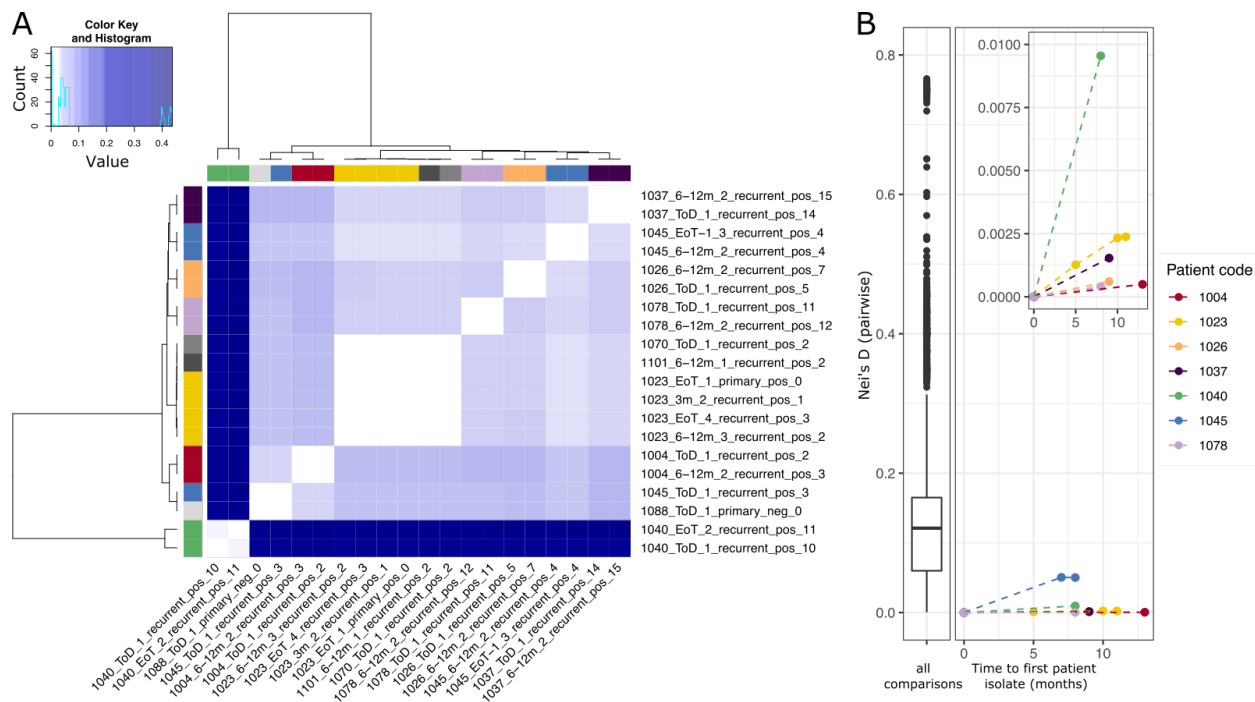 A
Color Key
and Histogram
Count
0 20 40 60
0 0.1 0.2 0.3 0.4
Value
1037_6−12m_2_recurrent_pos_15
1037_ToD_1_recurrent_pos_14
1045_EoT−1_3_recurrent_pos_4
1045_6−12m_2_recurrent_pos_4
1026_6−12m_2_recurrent_pos_7
1026_ToD_1_recurrent_pos_5
1078_ToD_1_recurrent_pos_11
1078_6−12m_2_recurrent_pos_12
1070_ToD_1_recurrent_pos_2
1101_6−12m_1_recurrent_pos_2
1023_EoT_1_primary_pos_0
1023_3m_2_recurrent_pos_1
1023_EoT_4_recurrent_pos_3
1023_6−12m_3_recurrent_pos_2
1004_ToD_1_recurrent_pos_2
1004_6−12m_2_recurrent_pos_3
1045_ToD_1_recurrent_pos_3
1088_ToD_1_primary_neg_0
1040_EoT_2_recurrent_pos_11
1040_ToD_1_recurrent_pos_10
1040_ToD_1_recurrent_pos_10
1040_EoT_2_recurrent_pos_11
1088_ToD_1_primary_neg_0
1045_ToD_1_recurrent_pos_3
1004_6−12m_2_recurrent_pos_3
1004_ToD_1_recurrent_pos_2
1023_6−12m_3_recurrent_pos_2
1023_EoT_4_recurrent_pos_3
1023_3m_2_recurrent_pos_1
1023_EoT_1_primary_pos_0
1101_6−12m_1_recurrent_pos_2
1070_ToD_1_recurrent_pos_2
1078_6−12m_2_recurrent_pos_12
1078_ToD_1_recurrent_pos_11
1026_ToD_1_recurrent_pos_5
1026_6−12m_2_recurrent_pos_7
1045_6−12m_2_recurrent_pos_4
1045_EoT−1_3_recurrent_pos_4
1037_ToD_1_recurrent_pos_14
1037_6−12m_2_recurrent_pos_15
B
Nei's D (pairwise)
0.8
0.6
0.4
0.2
0.0
all
comparisons
0.0100
0.0075
0.0050
0.0025
0.0000
0 5 10
0 5 10
Time to first patient
isolate (months)
Patient code
1004
1023
1026
1037
1040
1045
1078